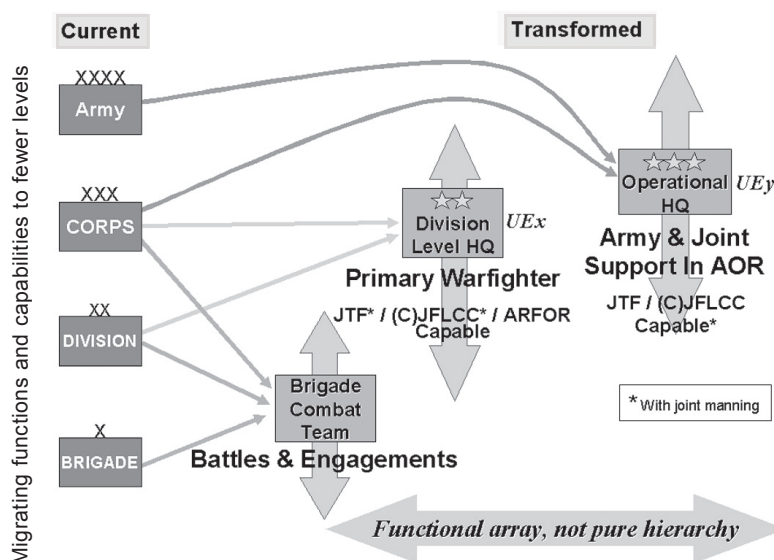 Current
Transformed
Migrating functions and capabilities to fewer levels
XXXX
Army
XXX
CORPS
XX
DIVISION
X
BRIGADE
Brigade
Combat
Team
Battles & Engagements
Division
Level HQ
UEx
Primary Warfighter
JTF* / (C)JFLCC* / ARFOR
Capable
Operational
HQ
UEy
Army & Joint
Support In AOR
JTF / (C)JFLCC
Capable*
* With joint manning
Functional array, not pure hierarchy